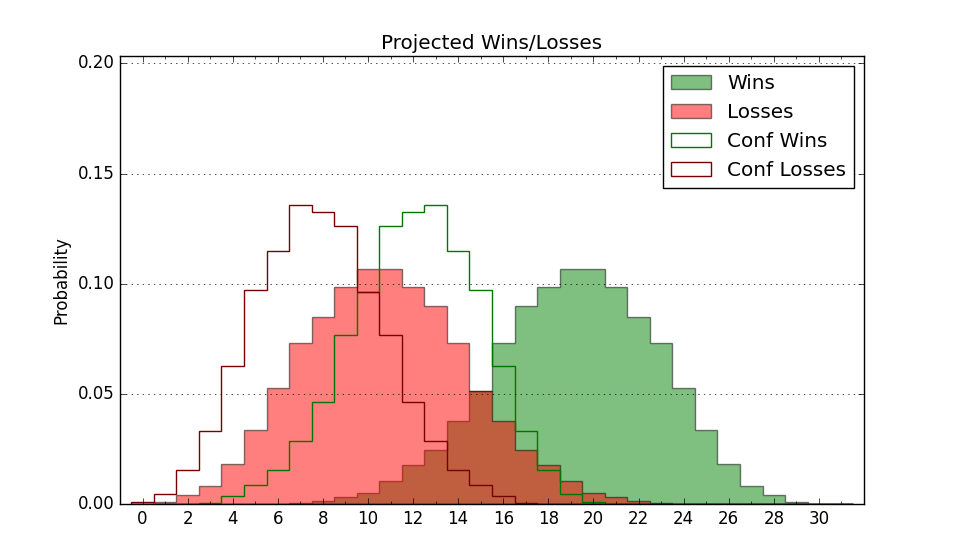 Projected Wins/Losses
0.20
Wins
Losses
Conf Wins
Conf Losses
0.15
Probability
0.10
0.05
0.00
0 2 4 6 8 10 12 14 16 18 20 22 24 26 28 30